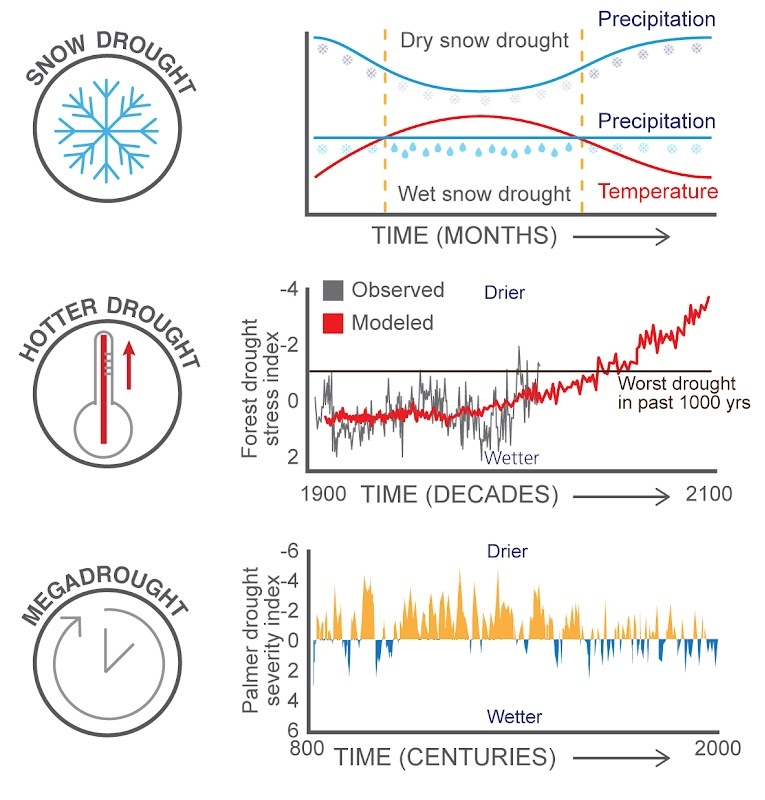 SNOW DROUGHT
Precipitation
Dry snow drought
Precipitation
Wet snow drought
Temperature
TIME (MONTHS)
HOTTER DROUGHT
Forest drought
stress index
-4
-2
0
2
Observed
Modeled
Drier
Worst drought
in past 1000 yrs
Wetter
1900
TIME (DECADES)
2100
MEGADROUGHT
Palmer drought
severity index
-6
-4
-2
0
2
4
6
Drier
Wetter
800
TIME (CENTURIES)
2000